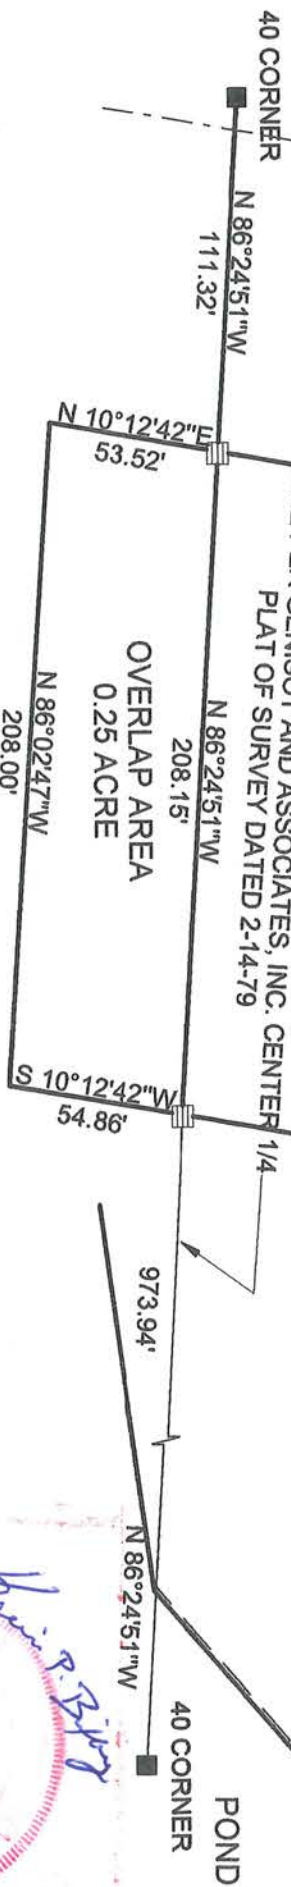 40 CORNER
N 86°24'51"W
111.32'
AND ASSOCIATES, INC. CENTER 1/4
PLAT OF SURVEY DATED 2-14-79
N 10°12'42"E
53.52'
N 86°24'51"W
208.15'
OVERLAP AREA
0.25 ACRE
N 86°02'47"W
208.00'
S 10°12'42"W
54.86'
973.94'
N 86°24'51"W
40 CORNER
POND